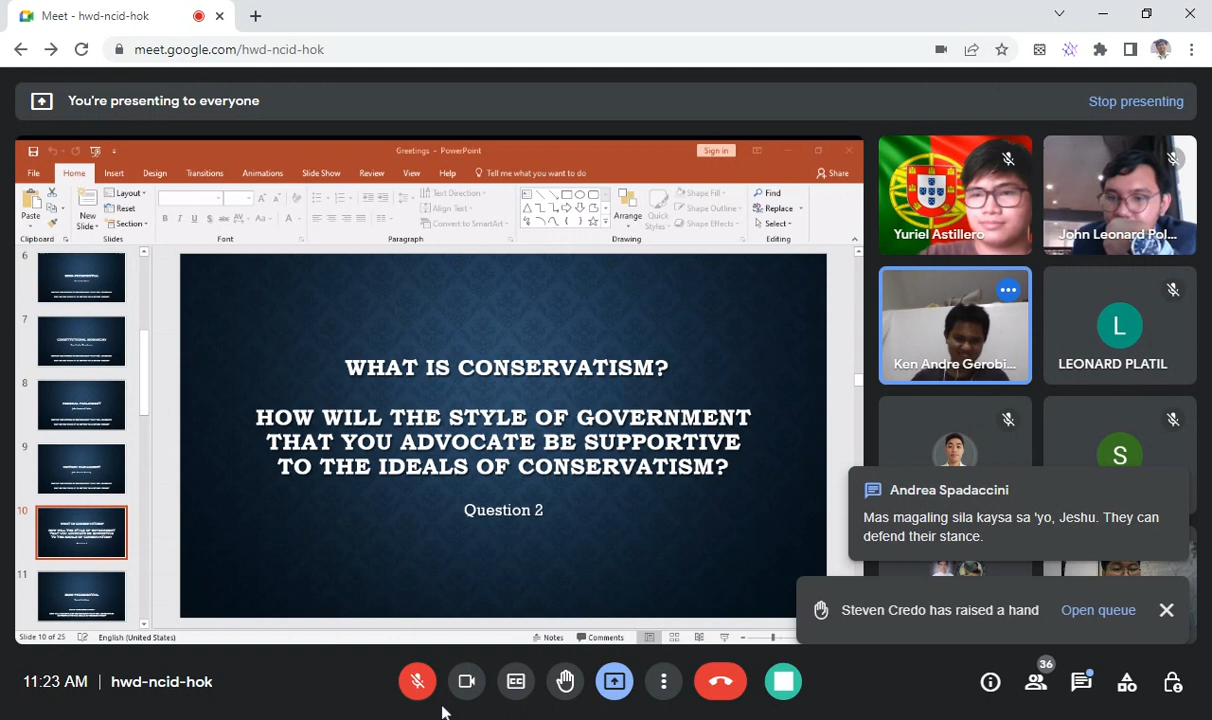 Meet - hwd-ncid-hok
meet.google.com/hwd-ncid-hok
You're presenting to everyone
Stop presenting
Greetings - PowerPoint
Sign in
File Home Insert Design Transitions Animations Slide Show Review View Help Tell me what you want to do
Share
Paste
New
Slide
Layout
Reset
Section
Text Direction
Align Text
Convert to SmartArt
Arrange
Quick
Styles
Shape Fill
Shape Outline
Shape Effects
Find
Replace
Select
Clipboard Slides Font Paragraph Drawing Editing
6
7
8
9
10
11
WHAT IS CONSERVATISM?
HOW WILL THE STYLE OF GOVERNMENT
THAT YOU ADVOCATE BE SUPPORTIVE
TO THE IDEALS OF CONSERVATISM?
Question 2
Slide 10 of 25 English (United States)
Notes Comments
Yuriel Astillero
John Leonard Pol...
Ken Andre Gerobi...
L
LEONARD PLATIL
S
Andrea Spadaccini
Mas magaling sila kaysa sa 'yo, Jeshu. They can
defend their stance.
Steven Credo has raised a hand Open queue
11:23 AM | hwd-ncid-hok
36